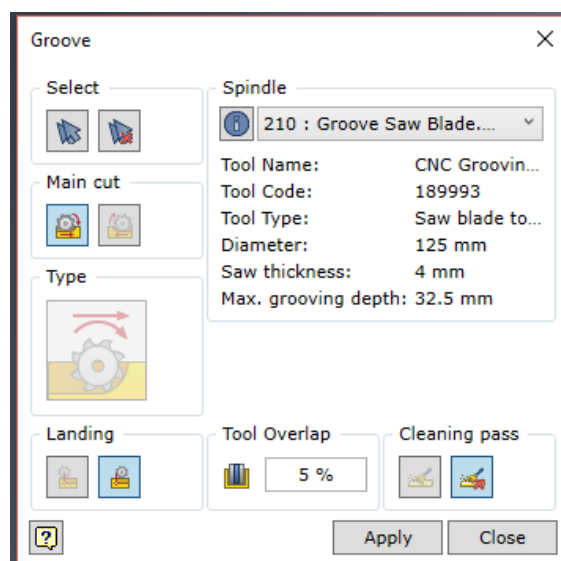 Groove
Select
Spindle
210 : Groove Saw Blade....
Tool Name: CNC Groovin...
Tool Code: 189993
Tool Type: Saw blade to...
Diameter: 125 mm
Saw thickness: 4 mm
Max. grooving depth: 32.5 mm
Main cut
Type
Landing
Tool Overlap
5 %
Cleaning pass
Apply
Close